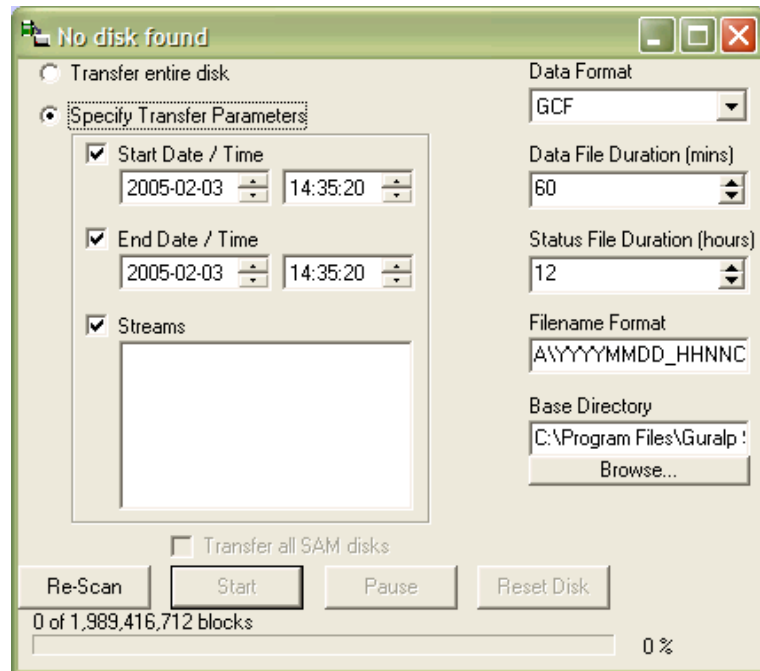 No disk found
Transfer entire disk
Specify Transfer Parameters
Start Date / Time
2005-02-03 14:35:20
End Date / Time
2005-02-03 14:35:20
Streams
Transfer all SAM disks
Data Format
GCF
Data File Duration (mins)
60
Status File Duration (hours)
12
Filename Format
A\YYYYMMDD_HHNNC
Base Directory
C:\Program Files\Guralp
Browse...
Re-Scan Start Pause Reset Disk
0 of 1,989,416,712 blocks
0 %